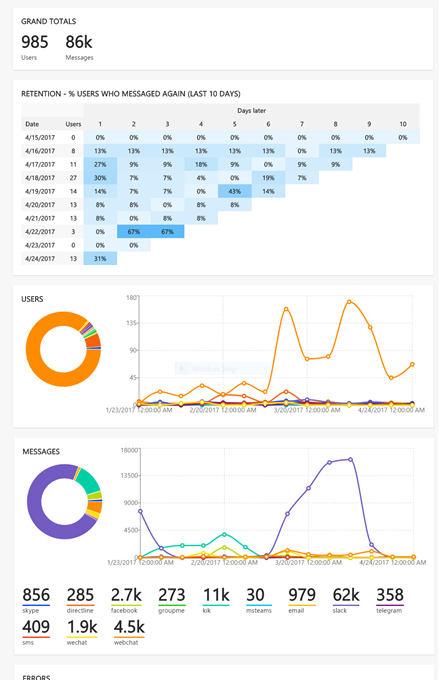 GRAND TOTALS
985 86k
Users Messages
RETENTION - % USERS WHO MESSAGED AGAIN (LAST 10 DAYS)
Days later
Date Users 1 2 3 4 5 6 7 8 9 10
4/15/2017 0 0% 0% 0% 0% 0% 0% 0% 0% 0% 0%
4/16/2017 8 13% 13% 13% 13% 13% 13% 0% 13% 13%
4/17/2017 11 27% 9% 9% 18% 9% 0% 9% 9%
4/18/2017 27 30% 7% 7% 4% 0% 19% 7%
4/19/2017 14 14% 7% 7% 0% 43% 14%
4/20/2017 13 8% 8% 0% 8% 8%
4/21/2017 13 8% 0% 8% 8%
4/22/2017 3 0% 67% 67%
4/23/2017 0 0% 0%
4/24/2017 13 31%
USERS
180
135
90
45
0
1/23/2017 12:00:00 AM 2/20/2017 12:00:00 AM 3/20/2017 12:00:00 AM 4/24/2017 12:00:00 AM
MESSAGES
18000
13500
9000
4500
0
1/23/2017 12:00:00 AM 2/20/2017 12:00:00 AM 3/20/2017 12:00:00 AM 4/24/2017 12:00:00 AM
856 285 2.7k 273 11k 30 979 62k 358
skype directline facebook groupme kik msteams email slack telegram
409 1.9k 4.5k
sms wechat webchat
ERRORS